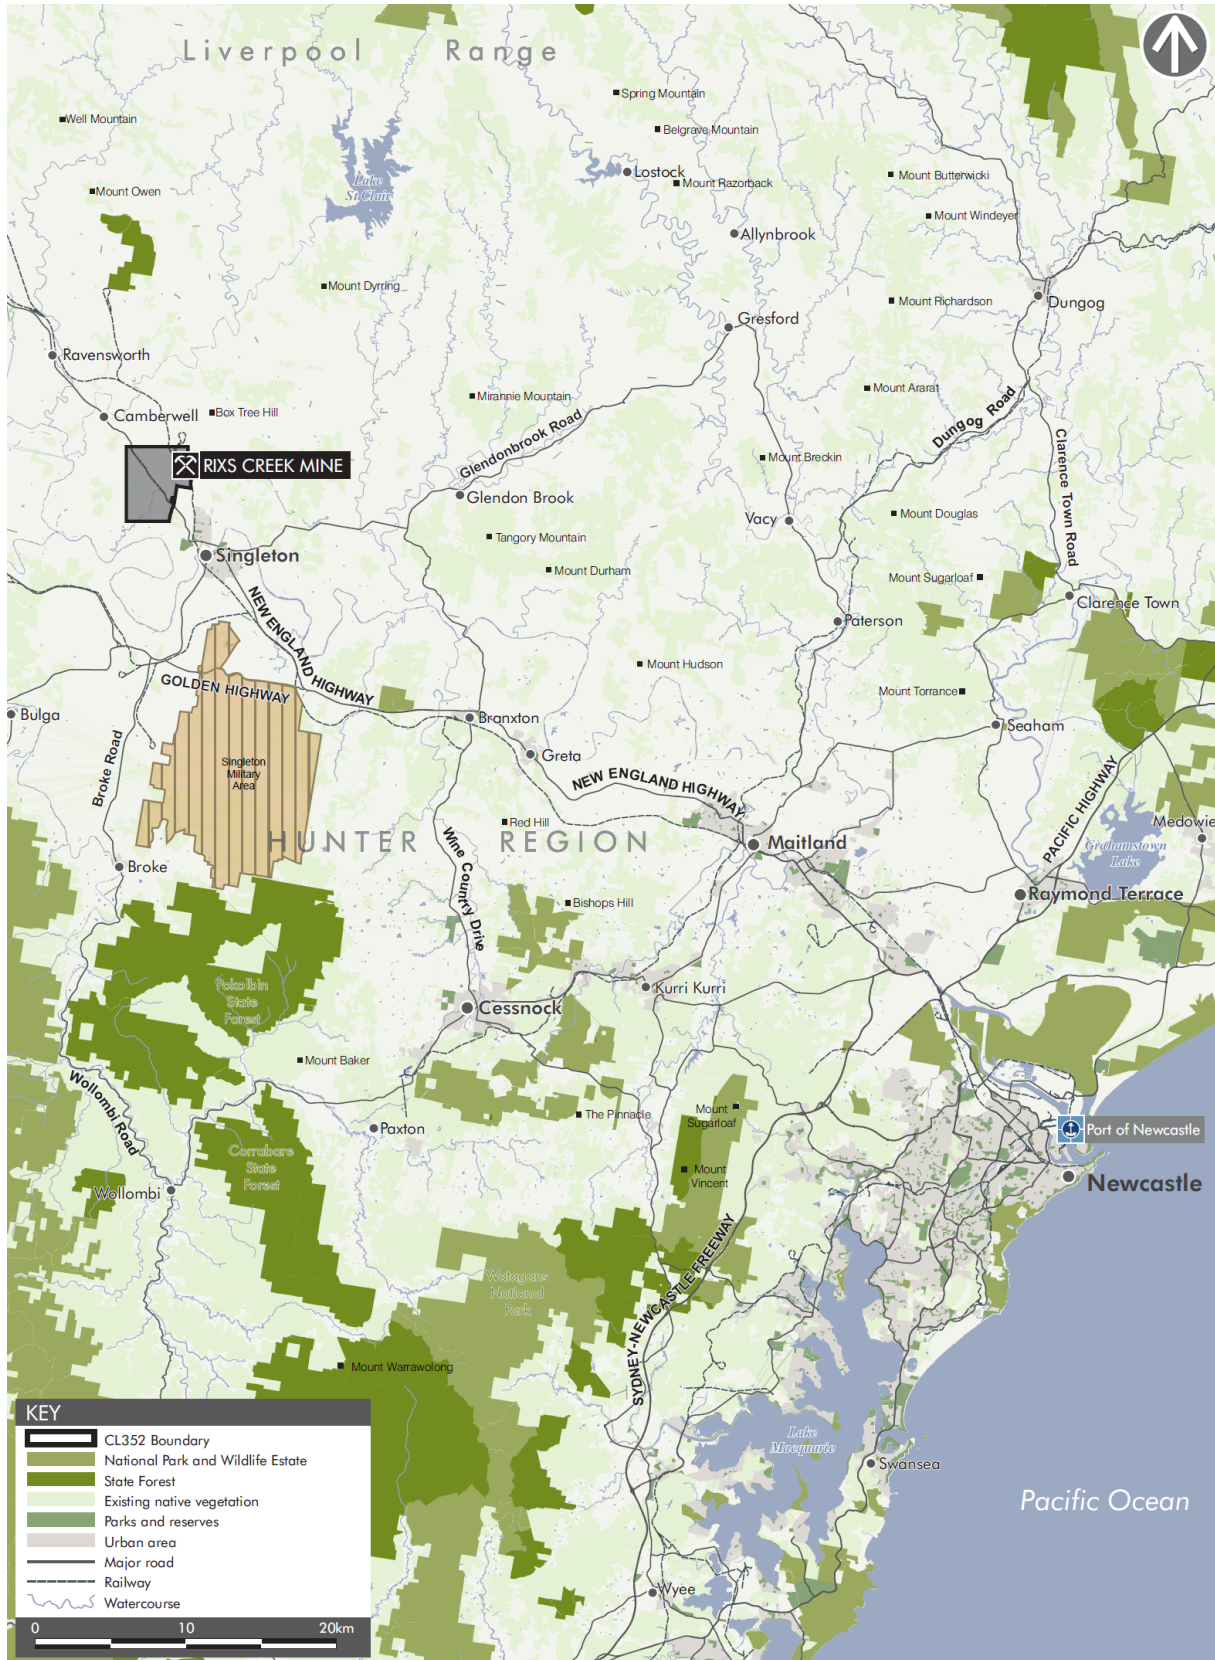 Liverpool Range
Spring Mountain
Well Mountain
Belgrave Mountain
Lostock
Mount Razorback
Mount Butterwicki
Lake
St Clair
Mount Owen
Mount Windeyer
Allynbrook
Mount Dyrring
Mount Richardson
Dungog
Gresford
Ravensworth
Mount Ararat
Mirannie Mountain
Camberwell
Box Tree Hill
Glendonbrook Road
Dungog Road
RIXS CREEK MINE
Mount Breckin
Clarence Town Road
Glendon Brook
Vacy
Mount Douglas
Tangory Mountain
Singleton
Mount Durham
Mount Sugarloaf
Clarence Town
NEW ENGLAND HIGHWAY
Paterson
Mount Hudson
GOLDEN HIGHWAY
Mount Torrance
Bulga
Branxton
Seaham
Broke Road
Greta
Singleton
Military
Area
NEW ENGLAND HIGHWAY
PACIFIC HIGHWAY
Red Hill
Medowie
HUNTER REGION
Maitland
Grahamstown
Lake
Wine Country Drive
Broke
Raymond Terrace
Bishops Hill
Pokolbin
State
Forest
Kurri Kurri
Cessnock
Mount Baker
Wollombi Road
The Pinnacle
Mount
Sugarloaf
Paxton
Port of Newcastle
Corrabare
State
Forest
Mount
Vincent
Wollombi
Newcastle
SYDNEY-NEWCASTLE FREEWAY
Watagans
National
Park
Mount Warrawolong
Lake
Macquarie
Swansea
Pacific Ocean
Wyee
KEY
CL352 Boundary
National Park and Wildlife Estate
State Forest
Existing native vegetation
Parks and reserves
Urban area
Major road
Railway
Watercourse
0 10 20km